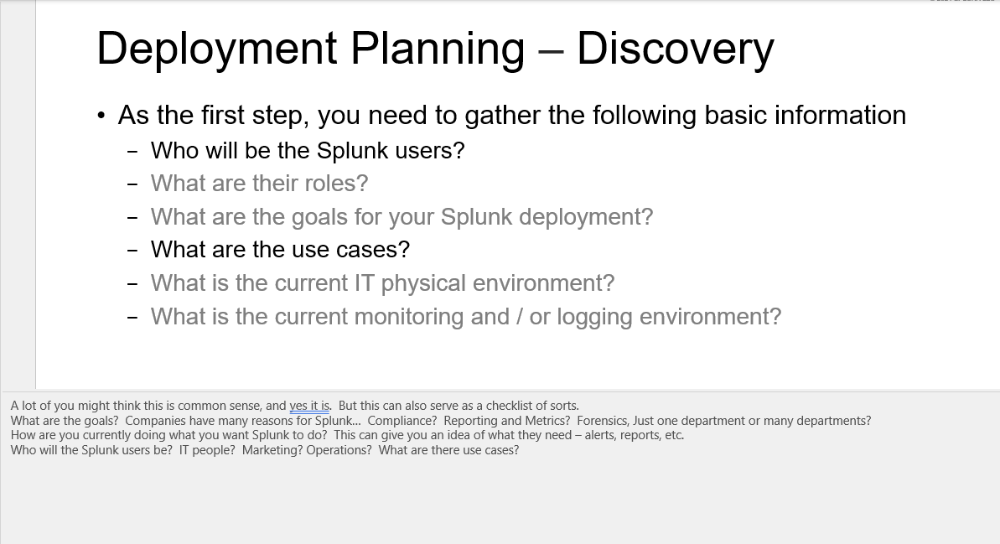 Deployment Planning – Discovery
• As the first step, you need to gather the following basic information
– Who will be the Splunk users?
– What are their roles?
– What are the goals for your Splunk deployment?
– What are the use cases?
– What is the current IT physical environment?
– What is the current monitoring and / or logging environment?
A lot of you might think this is common sense, and yes it is.  But this can also serve as a checklist of sorts.
What are the goals?  Companies have many reasons for Splunk...  Compliance?  Reporting and Metrics?  Forensics, Just one department or many departments?
How are you currently doing what you want Splunk to do?  This can give you an idea of what they need – alerts, reports, etc.
Who will the Splunk users be?  IT people?  Marketing? Operations?  What are there use cases?